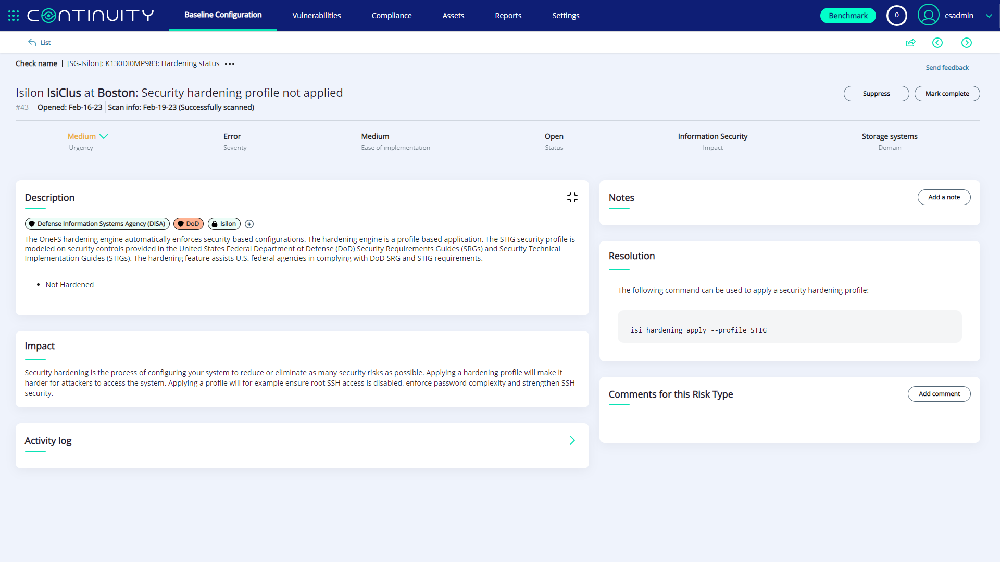 CONTINUITY
Baseline Configuration
Vulnerabilities
Compliance
Assets
Reports
Settings
Benchmark
0
csadmin
List
Check name | [SG-Isilon]: K130DI0MP983: Hardening status •••
Send feedback
Isilon IsiClus at Boston: Security hardening profile not applied
Suppress
Mark complete
#43 Opened: Feb-16-23 | Scan info: Feb-19-23 (Successfully scanned)
Medium
Urgency
Error
Severity
Medium
Ease of implementation
Open
Status
Information Security
Impact
Storage systems
Domain
Description
Defense Information Systems Agency (DISA)
DoD
Isilon
The OneFS hardening engine automatically enforces security-based configurations. The hardening engine is a profile-based application. The STIG security profile is
modeled on security controls provided in the United States Federal Department of Defense (DoD) Security Requirements Guides (SRGs) and Security Technical
Implementation Guides (STIGs). The hardening feature assists U.S. federal agencies in complying with DoD SRG and STIG requirements.
• Not Hardened
Impact
Security hardening is the process of configuring your system to reduce or eliminate as many security risks as possible. Applying a hardening profile will make it
harder for attackers to access the system. Applying a profile will for example ensure root SSH access is disabled, enforce password complexity and strengthen SSH
security.
Activity log
Notes
Add a note
Resolution
The following command can be used to apply a security hardening profile:
isi hardening apply --profile=STIG
Comments for this Risk Type
Add comment